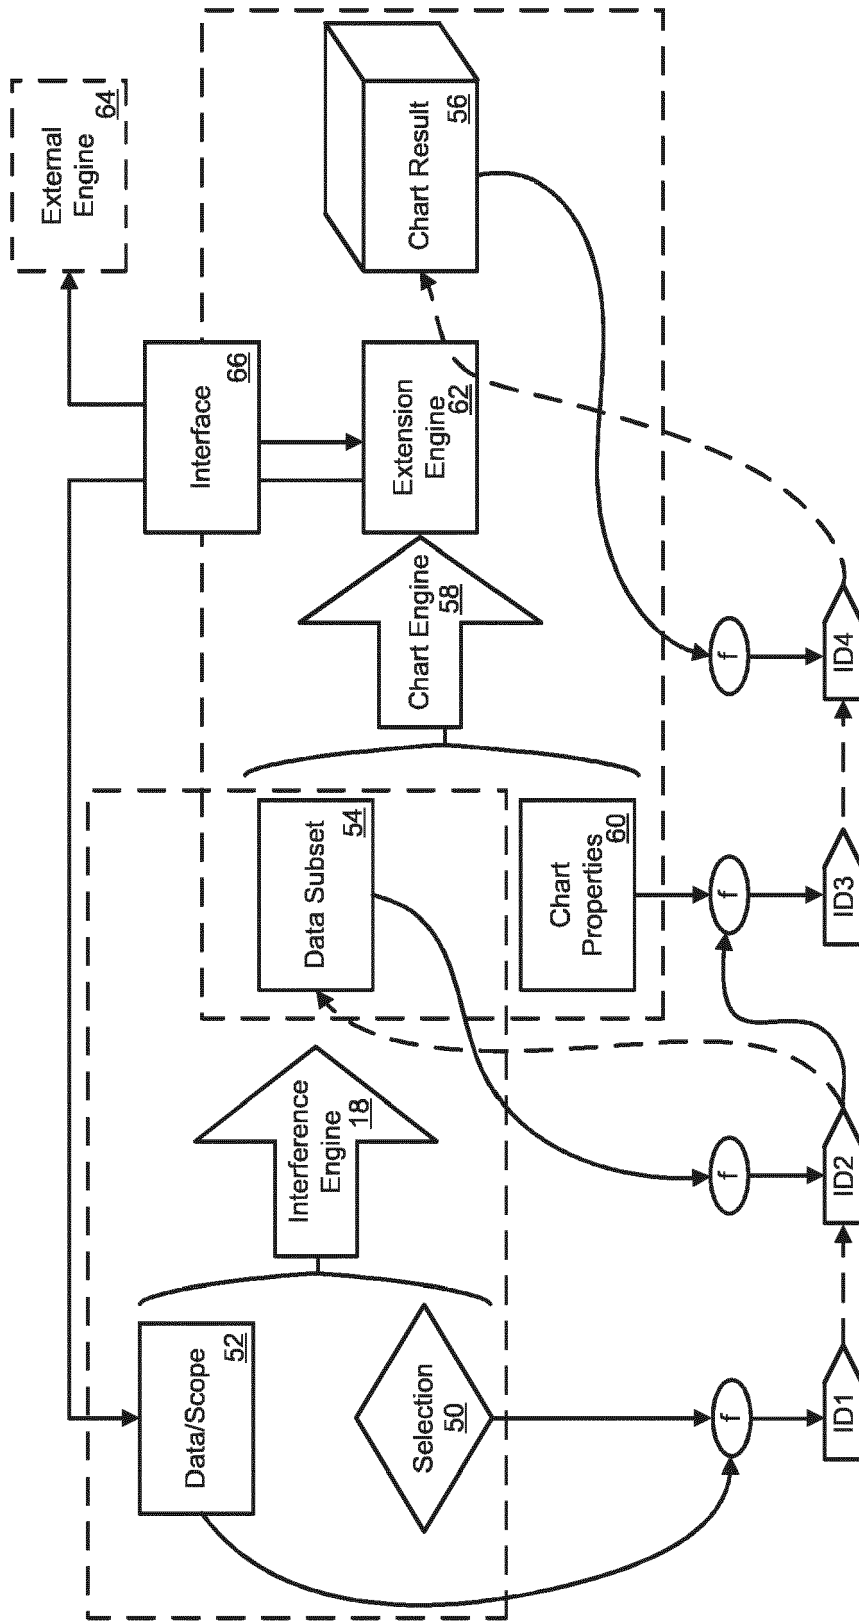 External
Engine
64
Interface
66
Data/Scope
52
Selection
50
Interference
Engine
18
Data Subset
54
Chart
Properties
60
Chart Engine
58
Extension
Engine
62
Chart Result
56
f
f
f
f
ID1
ID2
ID3
ID4